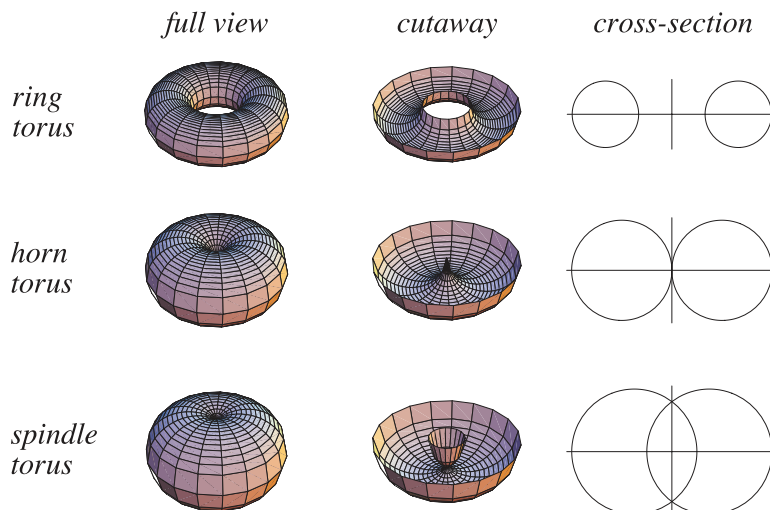 full view
cutaway
cross-section
ring
torus
horn
torus
spindle
torus